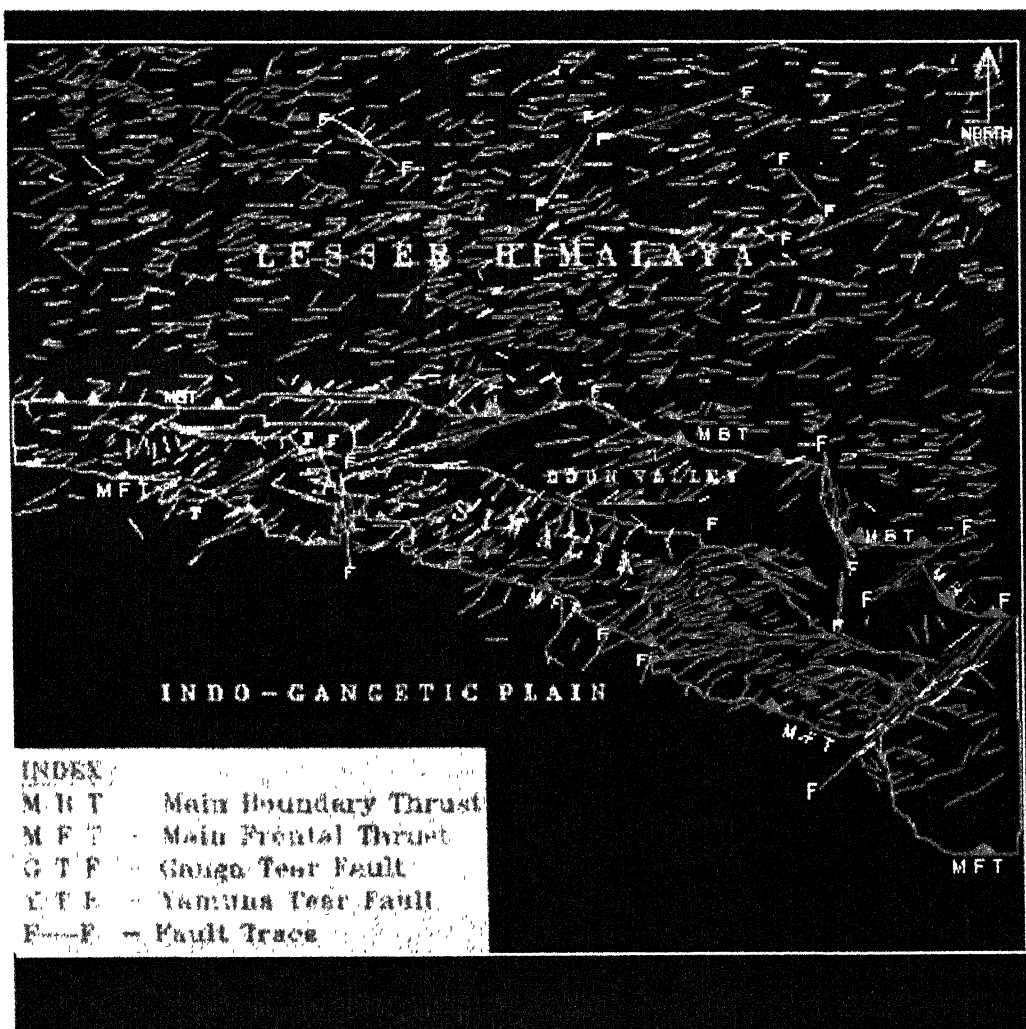 F
F
F
F
F
NORTH
F
F
F
F
F
LESSER HIMALAYA
MBT
F
MBT
F
F
F
F
DOON VALLEY
MFT
F
MBT
F
F
F
F
F
F
F
INDO-GANGETIC PLAIN
MFT
F
MFT
INDEX
M B T - Main Boundary Thrust
M F T - Main Frontal Thrust
G T F - Ganga Tear Fault
Y T F - Yamuna Tear Fault
F---F - Fault Trace